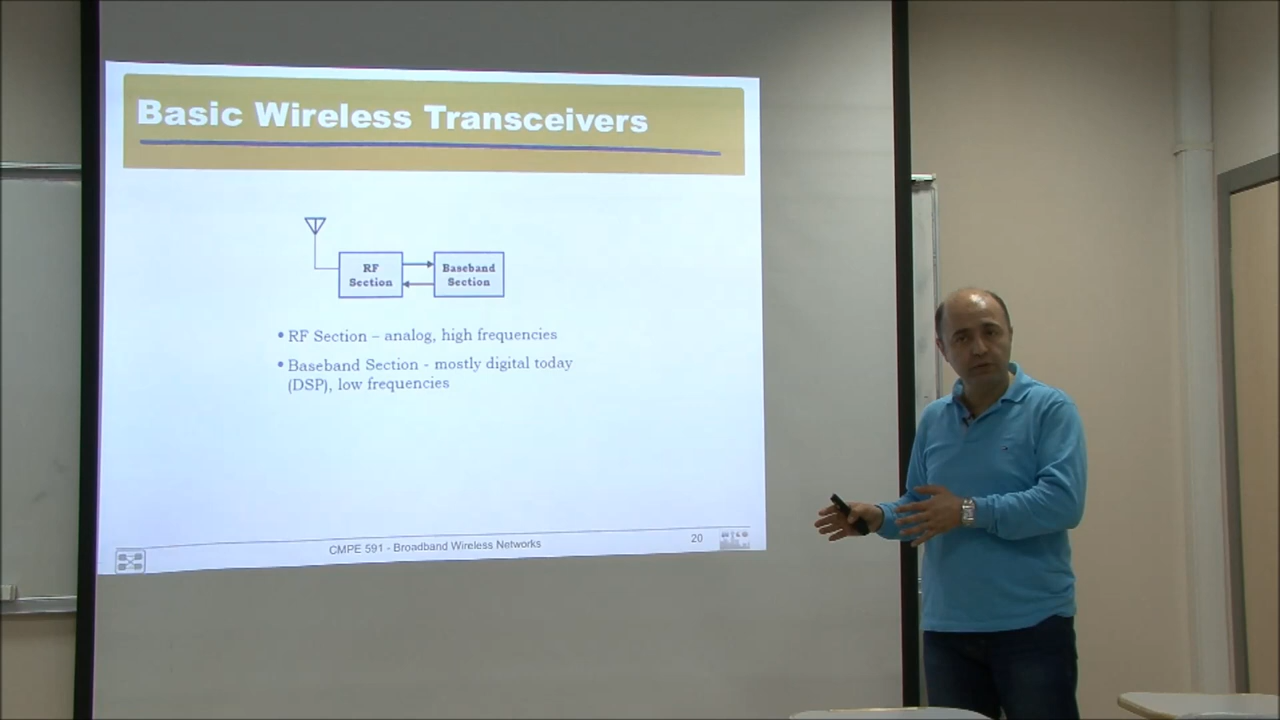 Basic Wireless Transceivers
RF
Section
Baseband
Section
• RF Section – analog, high frequencies
• Baseband Section - mostly digital today
(DSP), low frequencies
CMPE 591 - Broadband Wireless Networks
20